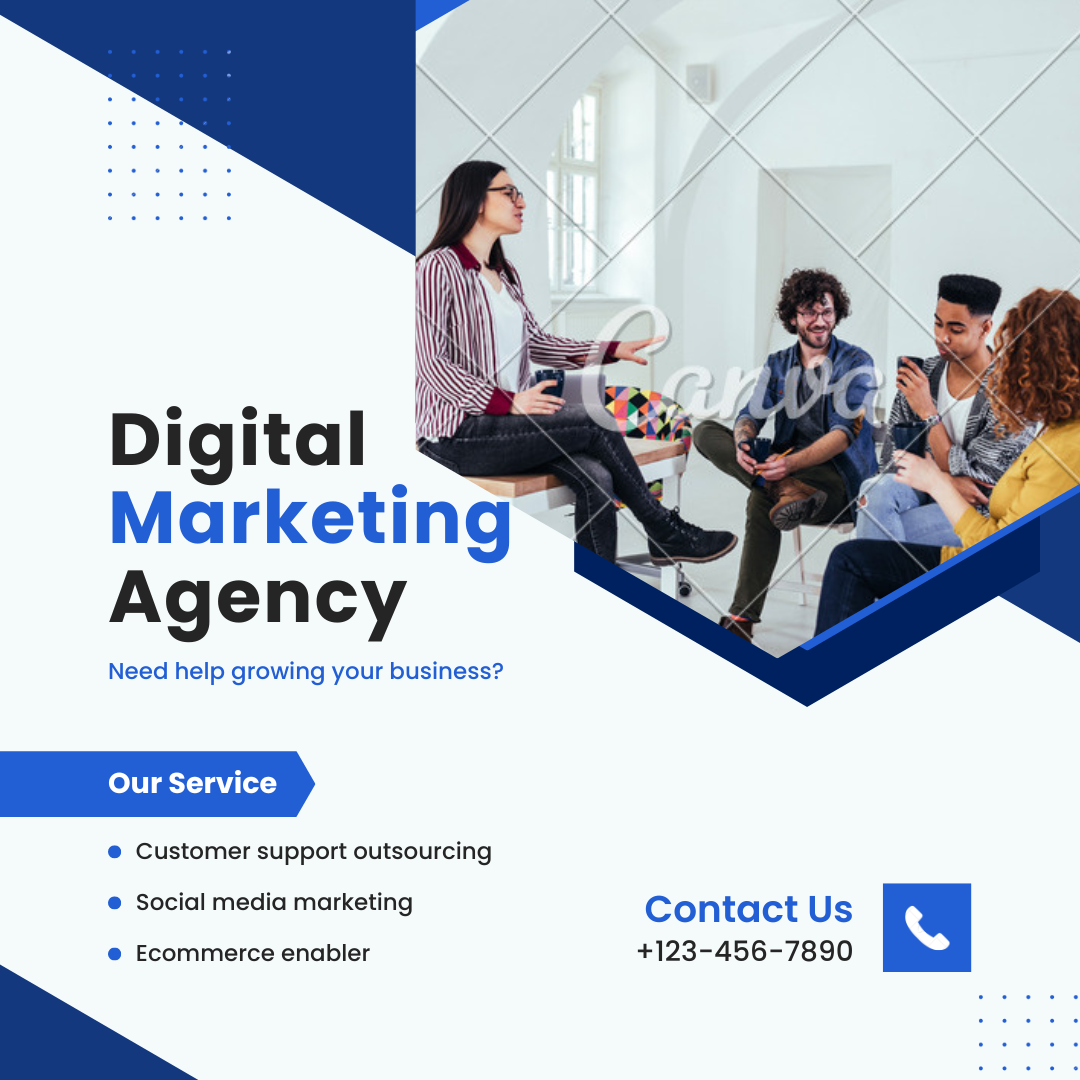 Canva
Digital
Marketing
Agency
Need help growing your business?
Our Service
Customer support outsourcing
Social media marketing
Ecommerce enabler
Contact Us
+123-456-7890